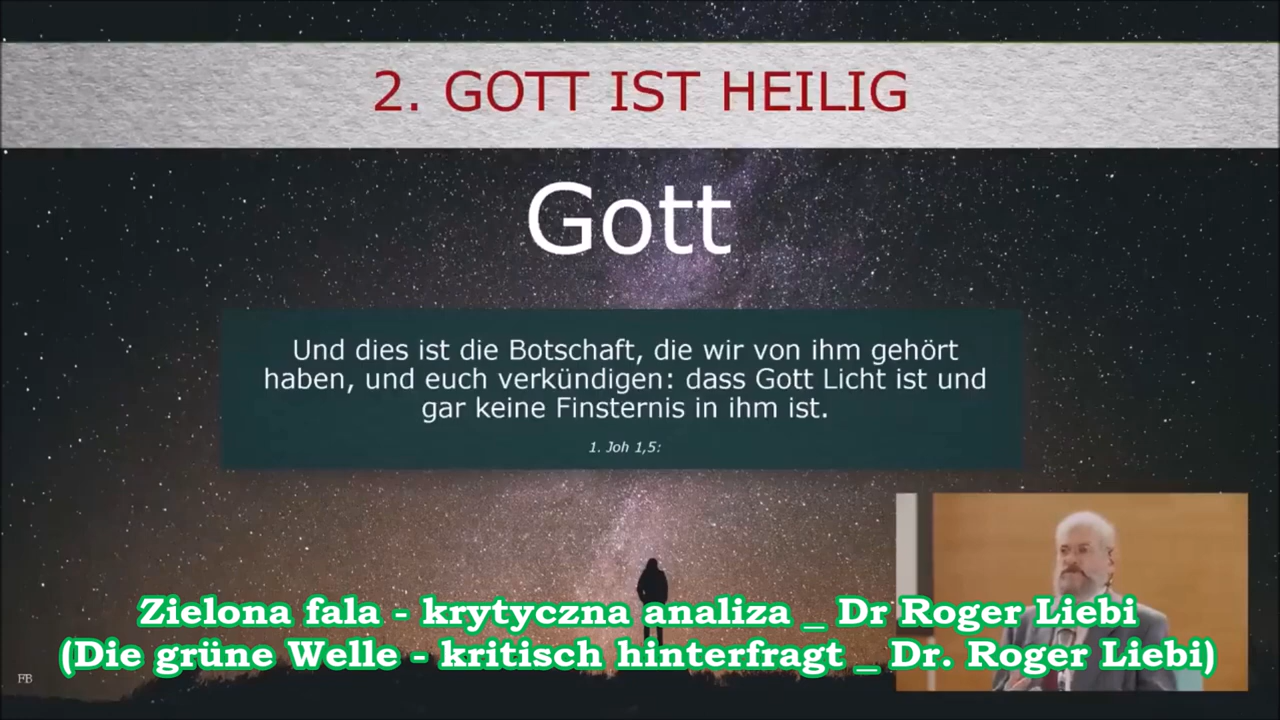 2. GOTT IST HEILIG
Gott
Und dies ist die Botschaft, die wir von ihm gehört
haben, und euch verkündigen: dass Gott Licht ist und
gar keine Finsternis in ihm ist.
1. Joh 1,5:
Zielona fala - krytyczna analiza _ Dr Roger Liebi
(Die grüne Welle - kritisch hinterfragt _ Dr. Roger Liebi)
FB